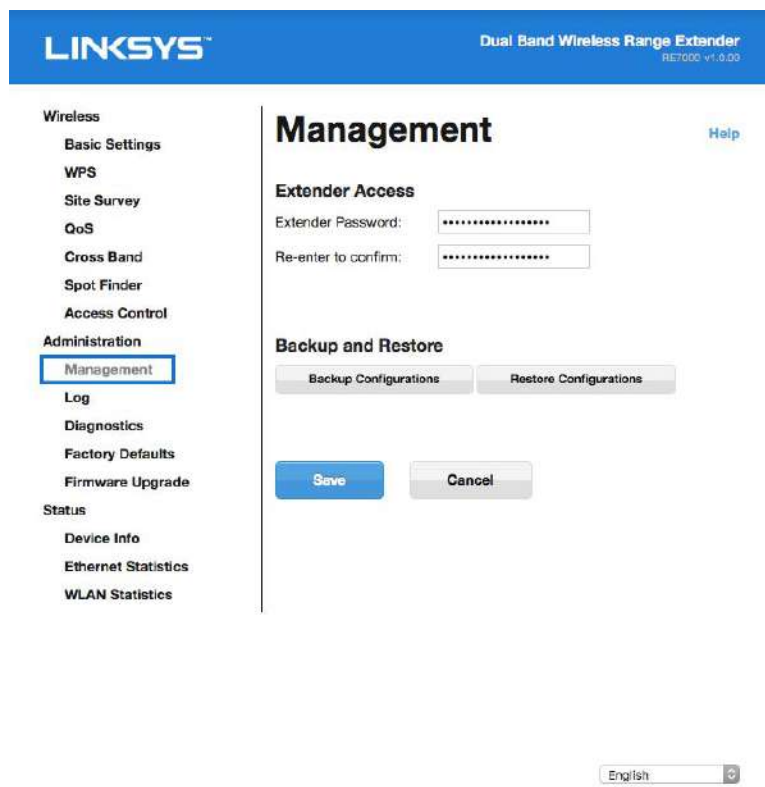 LINKSYS™
Dual Band Wireless Range Extender
RE7000 v1.0.00
Wireless
Basic Settings
WPS
Site Survey
QoS
Cross Band
Spot Finder
Access Control
Administration
Management
Log
Diagnostics
Factory Defaults
Firmware Upgrade
Status
Device Info
Ethernet Statistics
WLAN Statistics
Management
Help
Extender Access
Extender Password: ••••••••••••••••••
Re-enter to confirm: ••••••••••••••••••
Backup and Restore
Backup Configurations Restore Configurations
Save Cancel
English